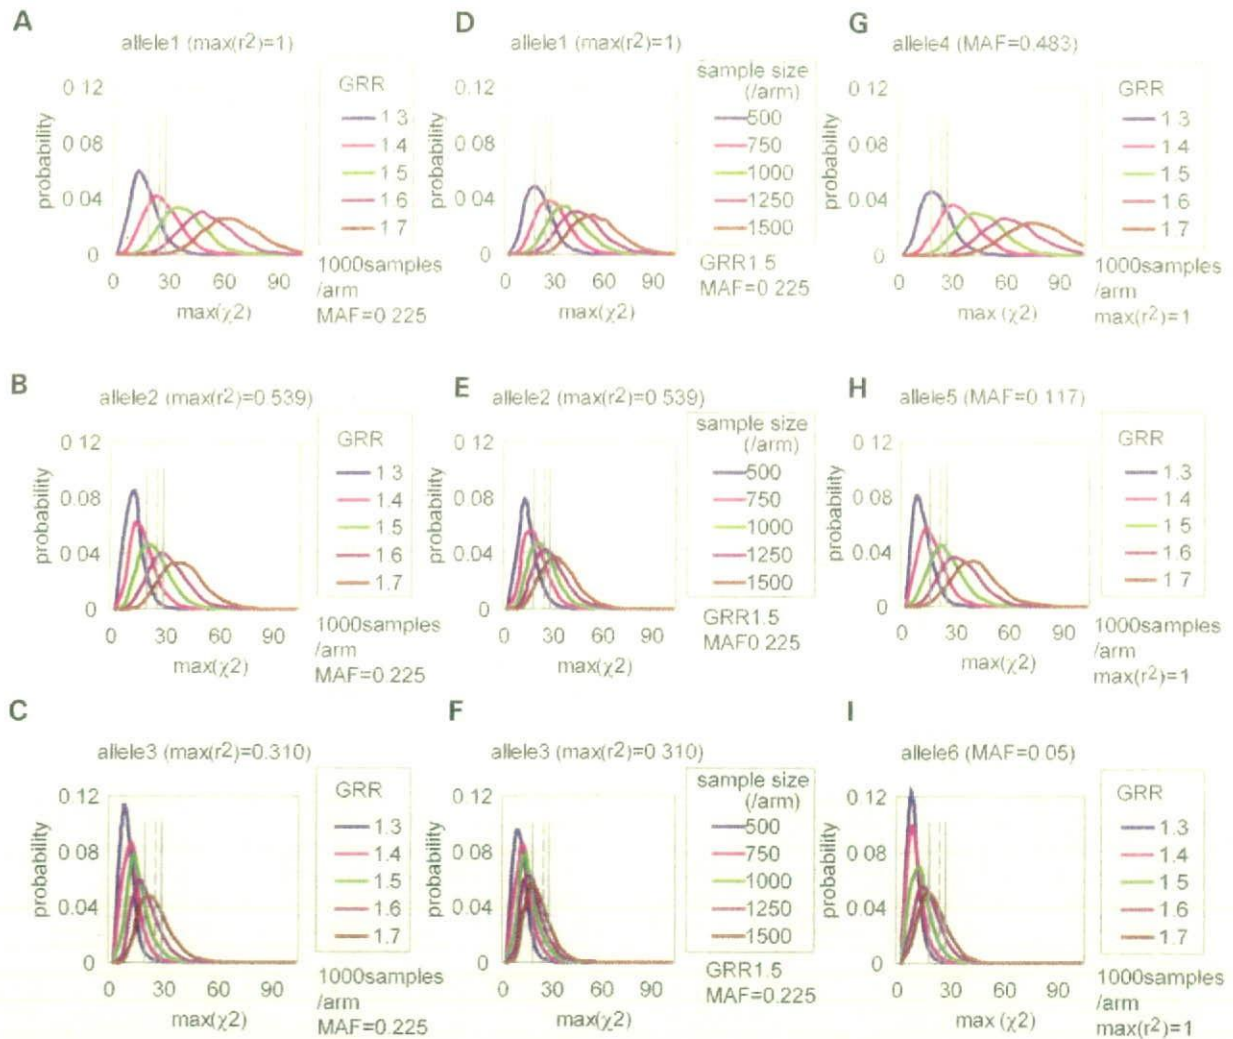 A
allele1 (max(r2)=1)
0 12
0 08
0 04
0
probability
0 30 60 90
max(χ2)
GRR
1 3
1.4
1 5
1.6
1.7
1000samples
/arm
MAF=0 225
D
allele1 (max(r2)=1)
0 12
0 08
0 04
0
probability
0 30 60 90
max(χ2)
sample size
(/arm)
500
750
1000
1250
1500
GRR1 5
MAF=0 225
G
allele4 (MAF=0.483)
0 12
0 08
0 04
0
probability
0 30 60 90
max (χ2)
GRR
1.3
1.4
1.5
1.6
1.7
1000samples
/arm
max(r2)=1
B
allele2 (max(r2)=0 539)
0 12
0 08
0 04
0
probability
0 30 60 90
max(χ2)
GRR
1.3
1.4
1.5
1.6
1.7
1000samples
/arm
MAF=0.225
E
allele2 (max(r2)=0 539)
0 12
0 08
0 04
0
probability
0 30 60 90
max(χ2)
sample size
(/arm)
500
750
1000
1250
1500
GRR1.5
MAF0 225
H
allele5 (MAF=0 117)
0 12
0.08
0.04
0
probability
0 30 60 90
max(χ2)
GRR
1.3
1.4
1 5
1.6
1 7
1000samples
/arm
max(r2)=1
C
allele3 (max(r2)=0.310)
0 12
0 08
0.04
0
probability
0 30 60 90
max(χ2)
GRR
1.3
1.4
1.5
1.6
1.7
1000samples
/arm
MAF=0.225
F
allele3 (max(r2)=0 310)
0 12
0 08
0 04
0
probability
0 30 60 90
max(χ2)
sample size
(/arm)
500
750
1000
1250
1500
GRR1.5
MAF=0.225
I
allele6 (MAF=0.05)
0 12
0 08
0 04
0
probability
0 30 60 90
max (χ2)
GRR
1.3
1.4
1.5
1.6
1.7
1000samples
/arm
max(r2)=1